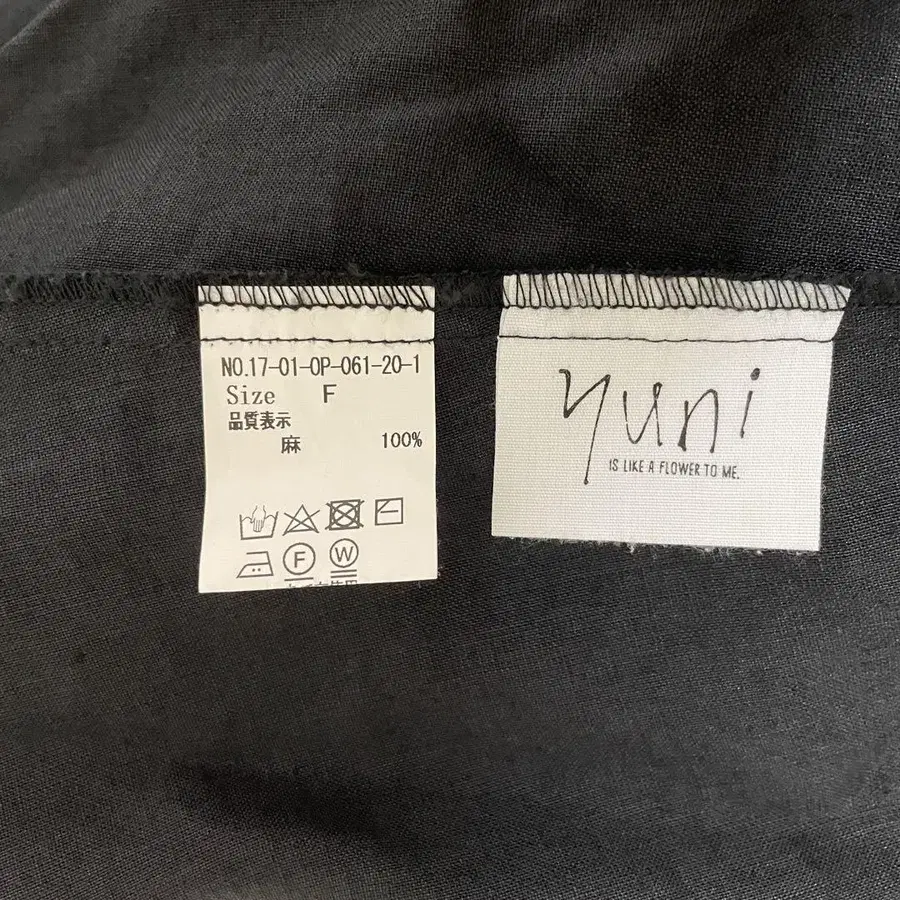 NO.17-01-OP-061-20-1
Size F
品質表示
麻 100%
F W
yuni
IS LIKE A FLOWER TO ME.